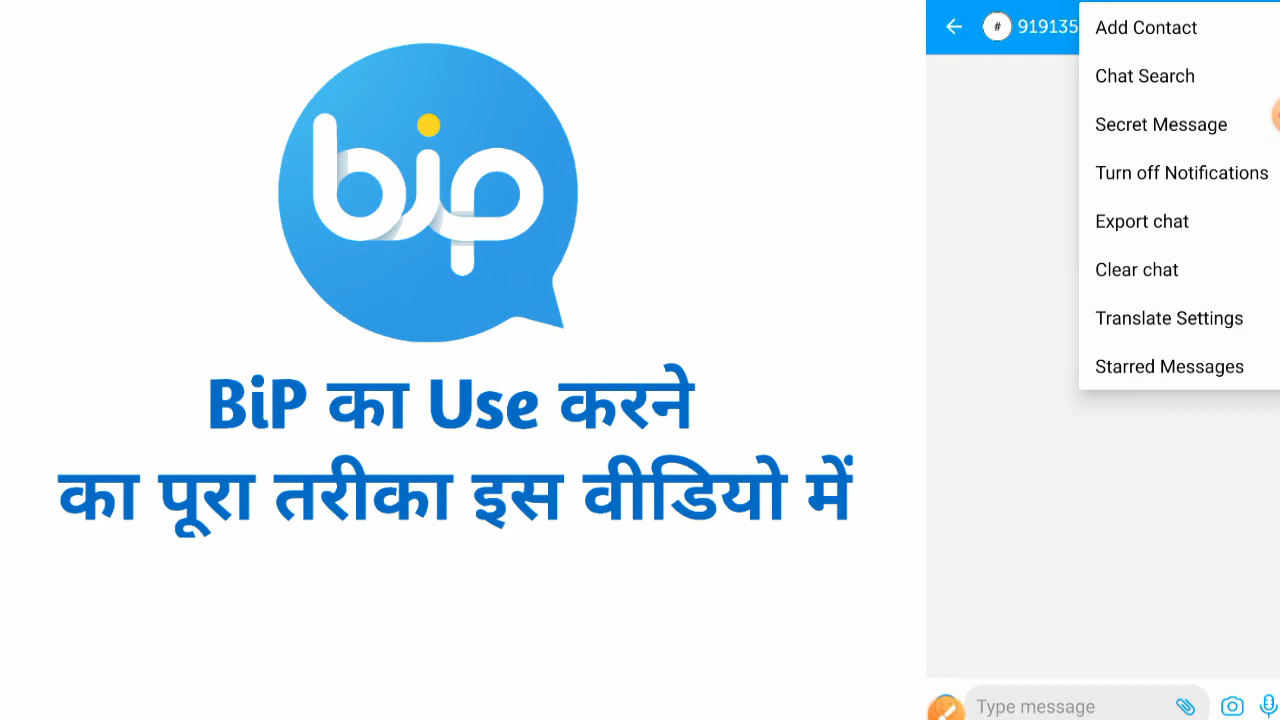 bip
BiP का Use करने
का पूरा तरीका इस वीडियो में
# 919135
Add Contact
Chat Search
Secret Message
Turn off Notifications
Export chat
Clear chat
Translate Settings
Starred Messages
Type message